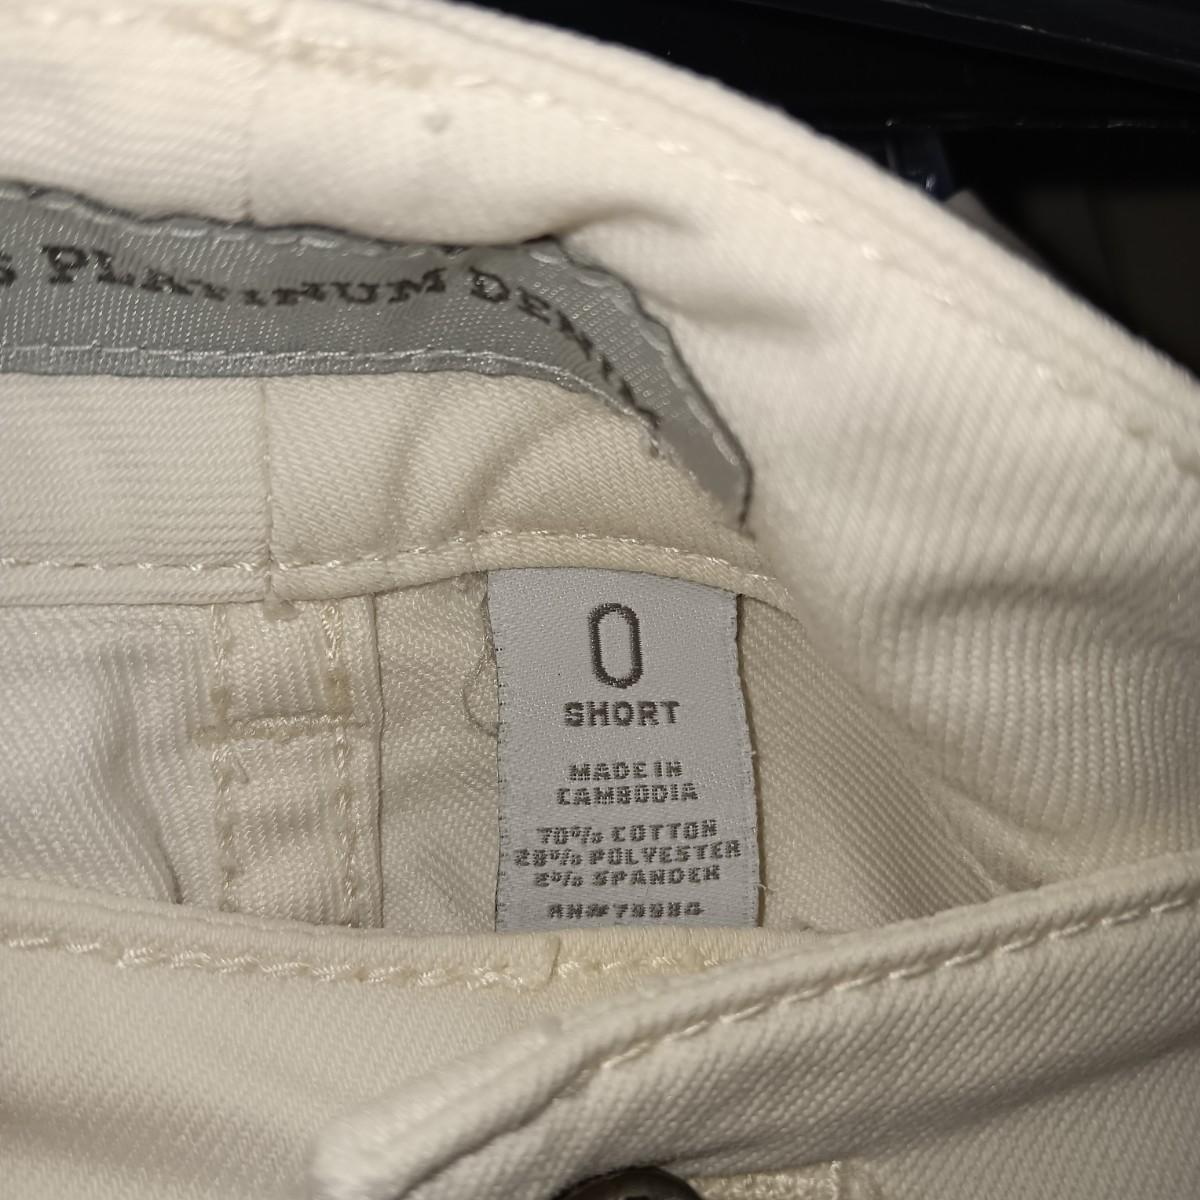 S PLATINUM DENIM
0
SHORT
MADE IN
CAMBODIA
70% COTTON
28% POLYESTER
2% SPANDEX